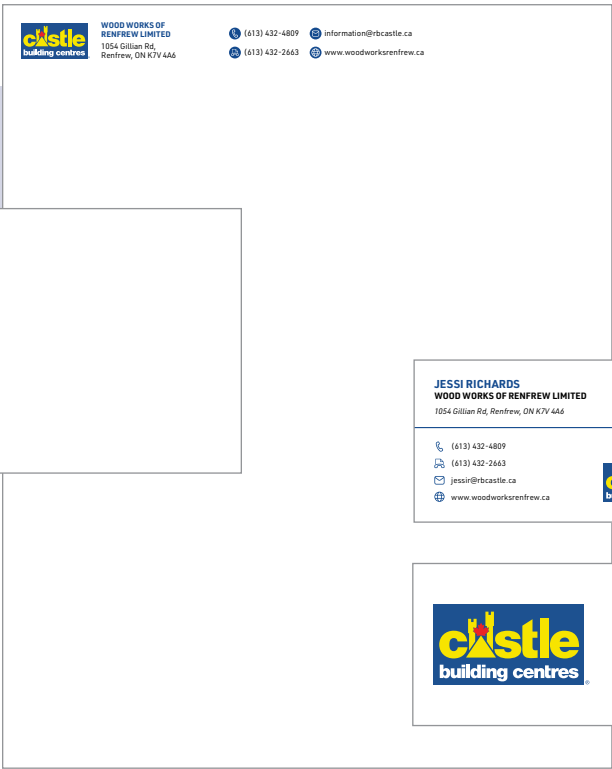 castle
building centres
WOOD WORKS OF
RENFREW LIMITED
1054 Gillian Rd,
Renfrew, ON K7V 4A6
(613) 432-4809
information@rbcastle.ca
(613) 432-2663
www.woodworksrenfrew.ca
JESSI RICHARDS
WOOD WORKS OF RENFREW LIMITED
1054 Gillian Rd, Renfrew, ON K7V 4A6
(613) 432-4809
(613) 432-2663
jessir@rbcastle.ca
www.woodworksrenfrew.ca
castle
building centres®